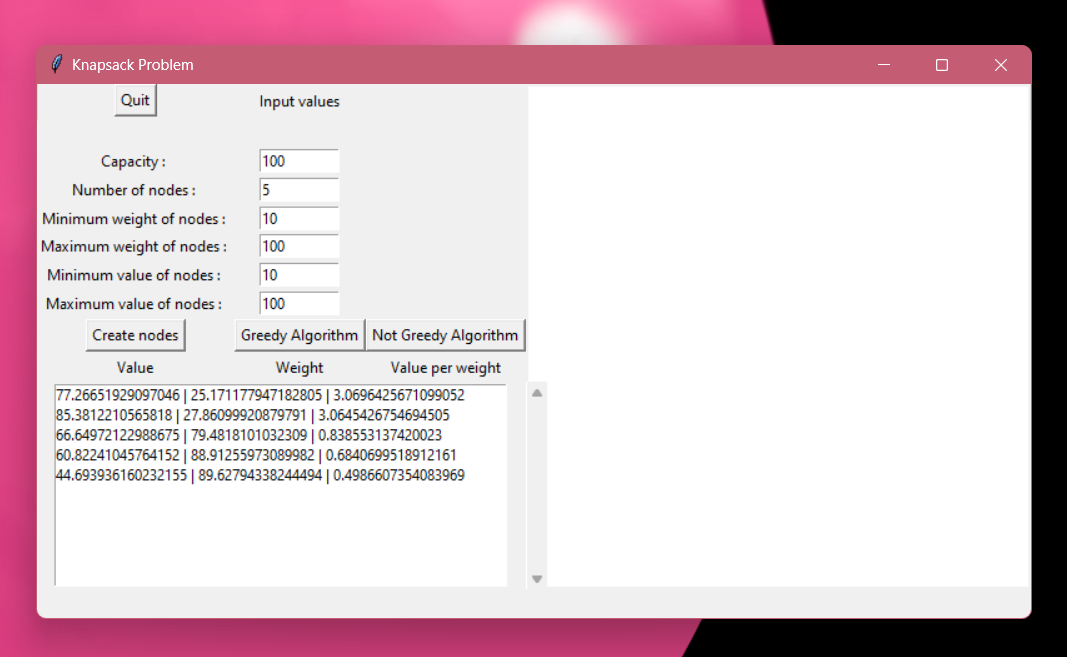 Knapsack Problem
Quit Input values
Capacity : 100
Number of nodes : 5
Minimum weight of nodes : 10
Maximum weight of nodes : 100
Minimum value of nodes : 10
Maximum value of nodes : 100
Create nodes Greedy Algorithm Not Greedy Algorithm
Value Weight Value per weight
77.26651929097046 | 25.171177947182805 | 3.0696425671099052
85.3812210565818 | 27.86099920879791 | 3.0645426754694505
66.64972122988675 | 79.4818101032309 | 0.838553137420023
60.82241045764152 | 88.91255973089982 | 0.6840699518912161
44.693936160232155 | 89.62794338244494 | 0.4986607354083969